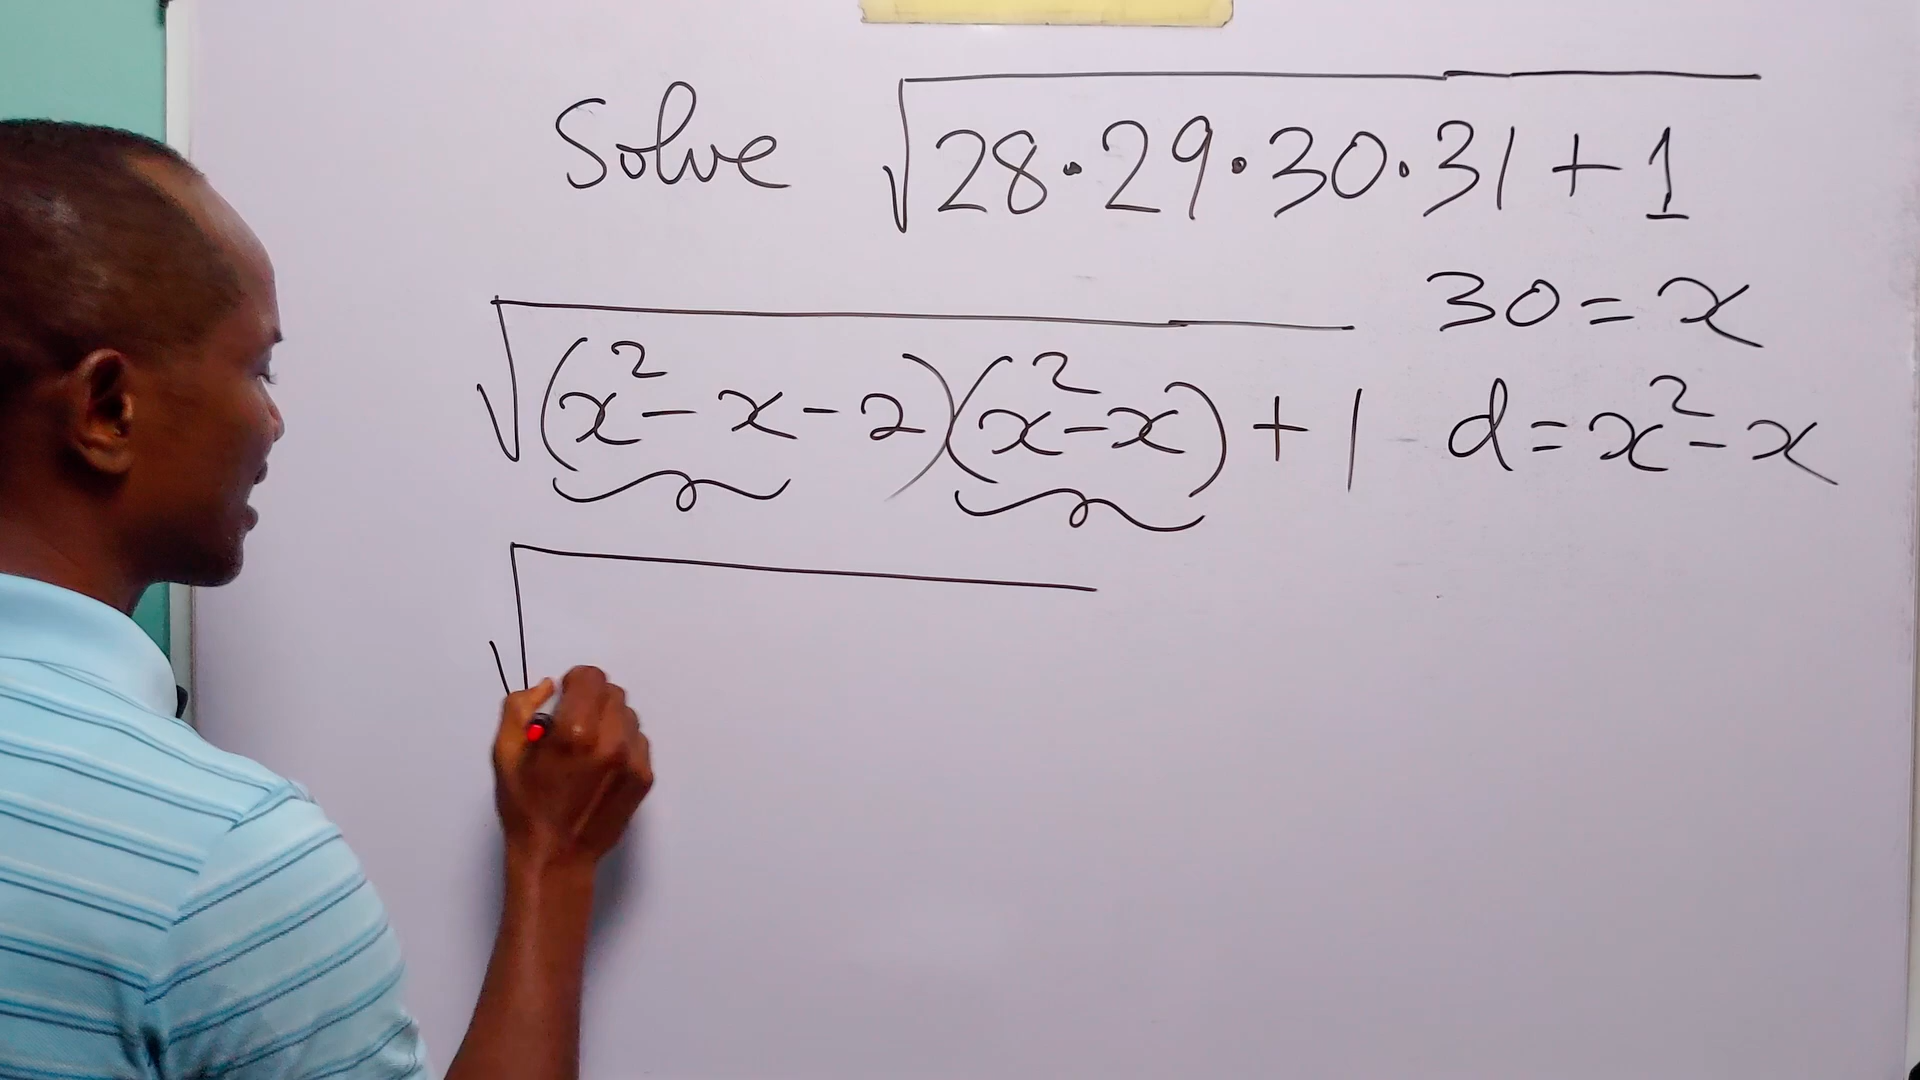 Solve √28·29·30·31+1
30=x
√(x²-x-2)(x²-x)+1 d=x²-x
√